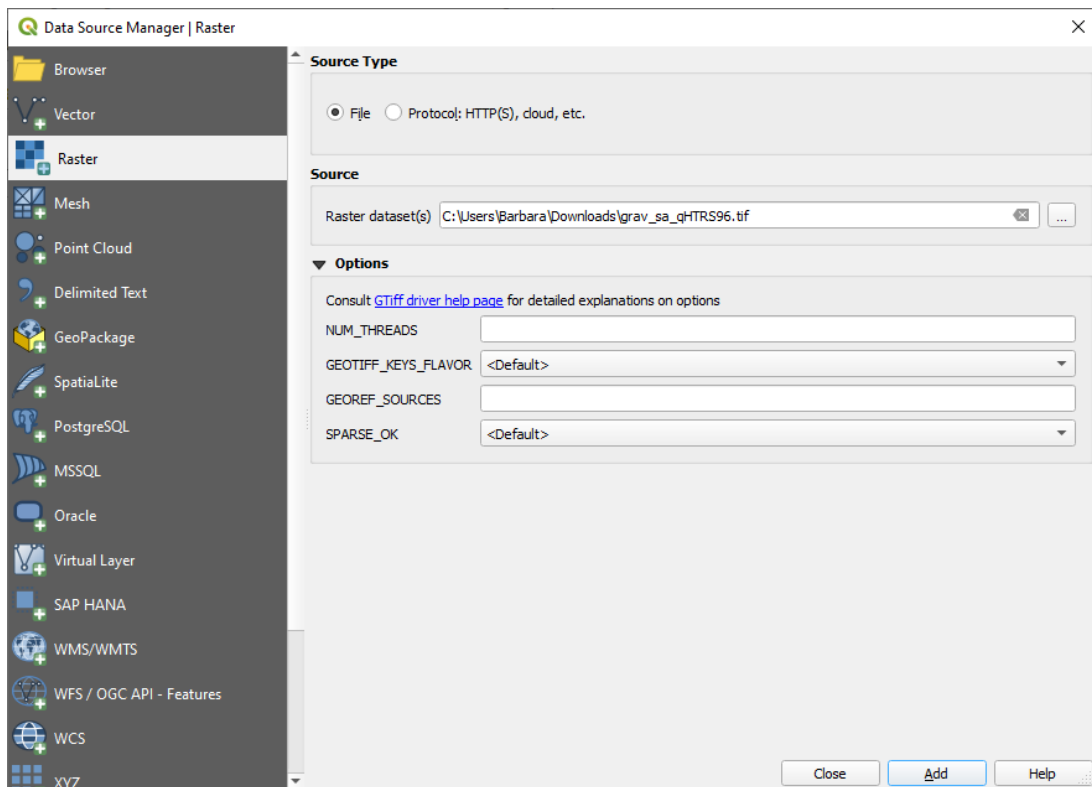 Data Source Manager | Raster
Browser
Vector
Raster
Mesh
Point Cloud
Delimited Text
GeoPackage
SpatiaLite
PostgreSQL
MSSQL
Oracle
Virtual Layer
SAP HANA
WMS/WMTS
WFS / OGC API - Features
WCS
XYZ
Source Type
File Protocol: HTTP(S), cloud, etc.
Source
Raster dataset(s) C:\Users\Barbara\Downloads\grav_sa_qHTRS96.tif ...
Options
Consult GTiff driver help page for detailed explanations on options
NUM_THREADS
GEOTIFF_KEYS_FLAVOR <Default>
GEOREF_SOURCES
SPARSE_OK <Default>
Close Add Help